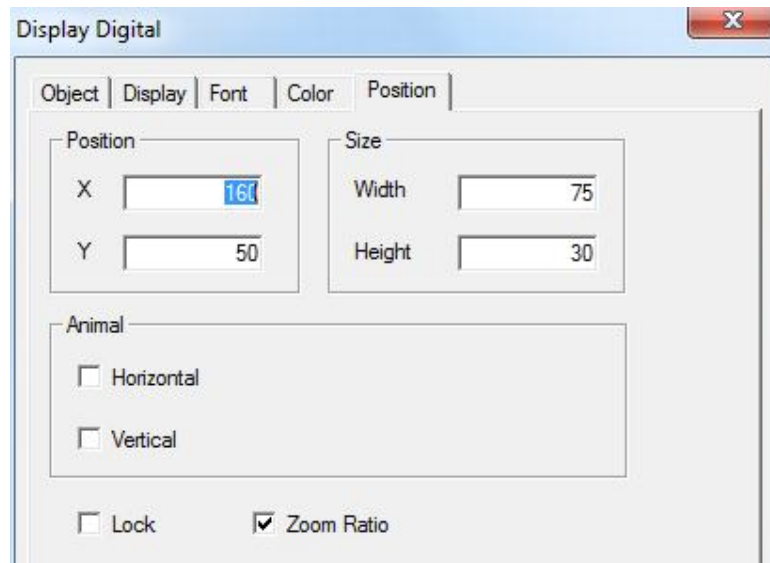 Display Digital
Object Display Font Color Position
Position
X 160
Y 50
Size
Width 75
Height 30
Animal
Horizontal
Vertical
Lock Zoom Ratio